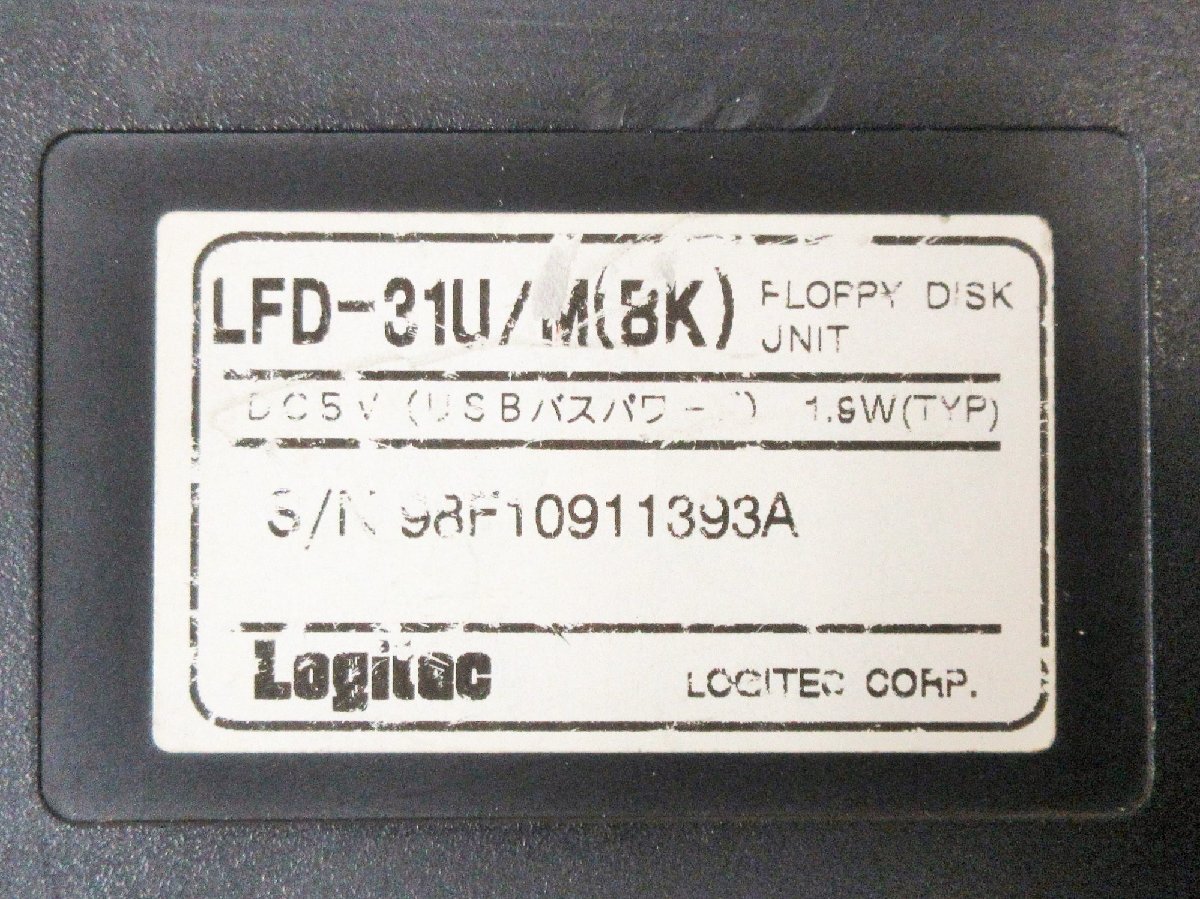 LFD-31U/M(BK) FLOPPY DISK UNIT
DC5V (USBバスパワード) 1.9W(TYP)
S/N 98F10911393A
Logitec LOGITEC CORP.